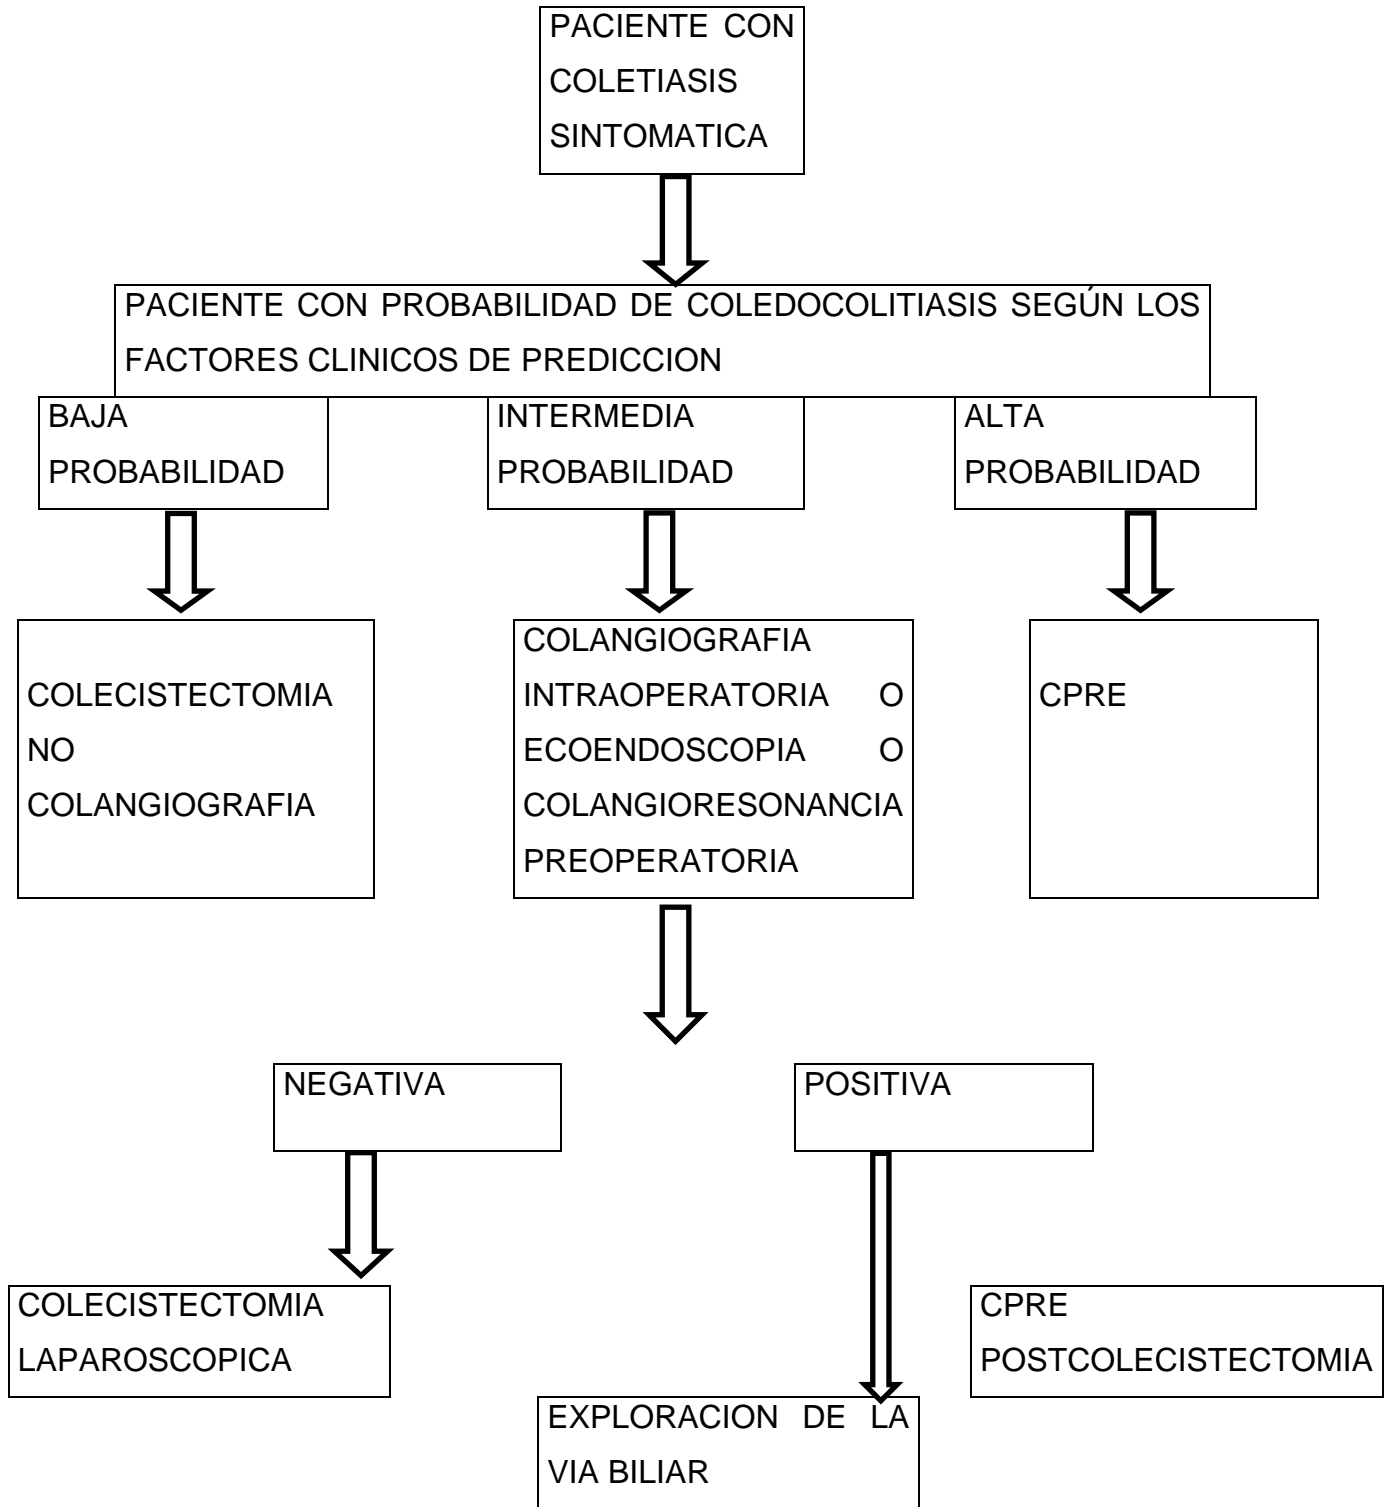 PACIENTE CON
COLETIASIS
SINTOMATICA
PACIENTE CON PROBABILIDAD DE COLEDOCOLITIASIS SEGÚN LOS
FACTORES CLINICOS DE PREDICCION
BAJA
PROBABILIDAD
INTERMEDIA
PROBABILIDAD
ALTA
PROBABILIDAD
COLECISTECTOMIA
NO
COLANGIOGRAFIA
COLANGIOGRAFIA
INTRAOPERATORIA O
ECOENDOSCOPIA O
COLANGIORESONANCIA
PREOPERATORIA
CPRE
NEGATIVA
POSITIVA
COLECISTECTOMIA
LAPAROSCOPICA
CPRE
POSTCOLECISTECTOMIA
EXPLORACION DE LA
VIA BILIAR